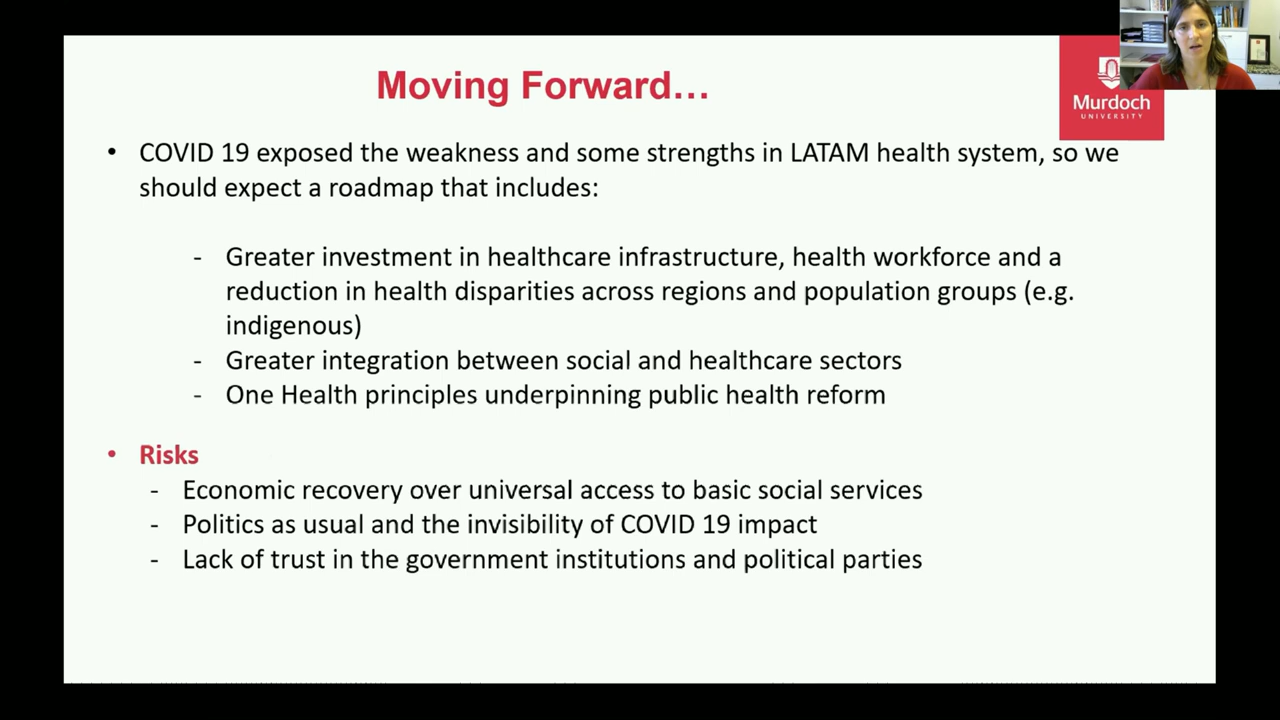 Moving Forward...
Murdoch
UNIVERSITY
• COVID 19 exposed the weakness and some strengths in LATAM health system, so we
should expect a roadmap that includes:
- Greater investment in healthcare infrastructure, health workforce and a
reduction in health disparities across regions and population groups (e.g.
indigenous)
- Greater integration between social and healthcare sectors
- One Health principles underpinning public health reform
• Risks
- Economic recovery over universal access to basic social services
- Politics as usual and the invisibility of COVID 19 impact
- Lack of trust in the government institutions and political parties